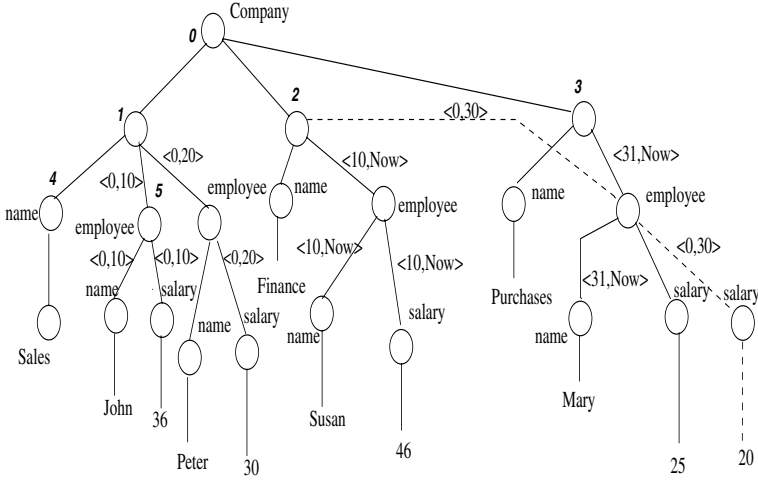 Company
0
3
2
1
<0,30>
<0,20>
<10,Now>
<31,Now>
4
<0,10>
5
employee
name
name
employee
name
employee
employee
<0,30>
<10,Now>
<0,10>
<0,10>
<0,20>
<10,Now>
Finance
<31,Now>
Purchases
name
salary
salary
salary
name
salary
salary
name
name
Sales
John
36
Susan
Mary
46
Peter
30
25
20